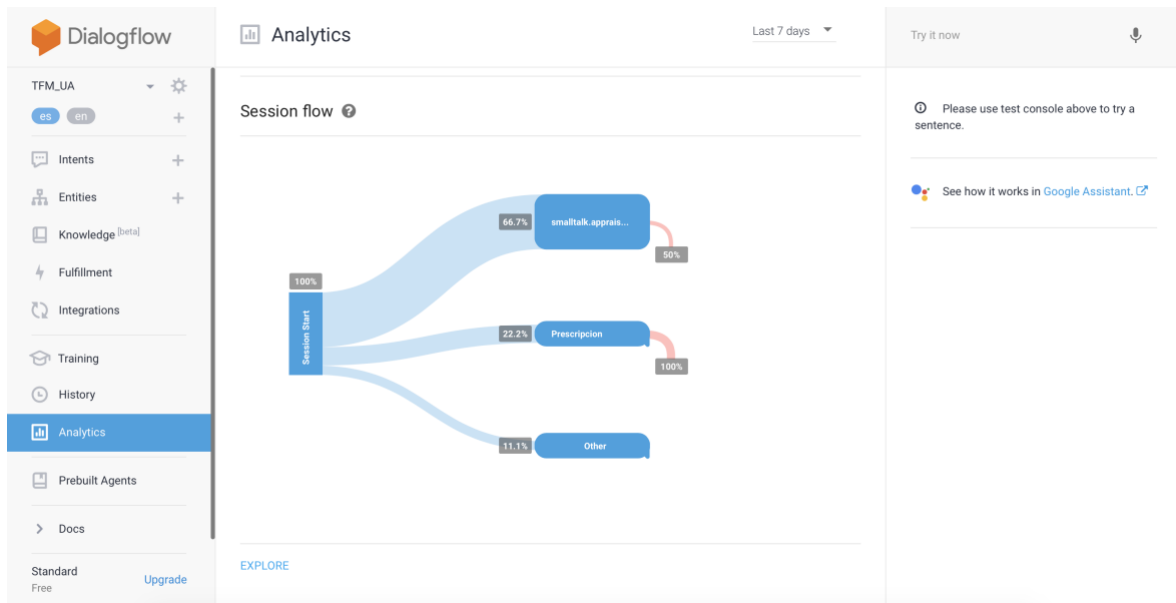 Dialogflow
TFM_UA
es en
Intents
Entities
Knowledge [beta]
Fulfillment
Integrations
Training
History
Analytics
Prebuilt Agents
Docs
Standard
Free
Upgrade
Analytics
Last 7 days
Session flow
100%
Session Start
66.7%
smalltalk.apprais...
50%
22.2%
Prescripcion
100%
11.1%
Other
EXPLORE
Try it now
Please use test console above to try a
sentence.
See how it works in Google Assistant.